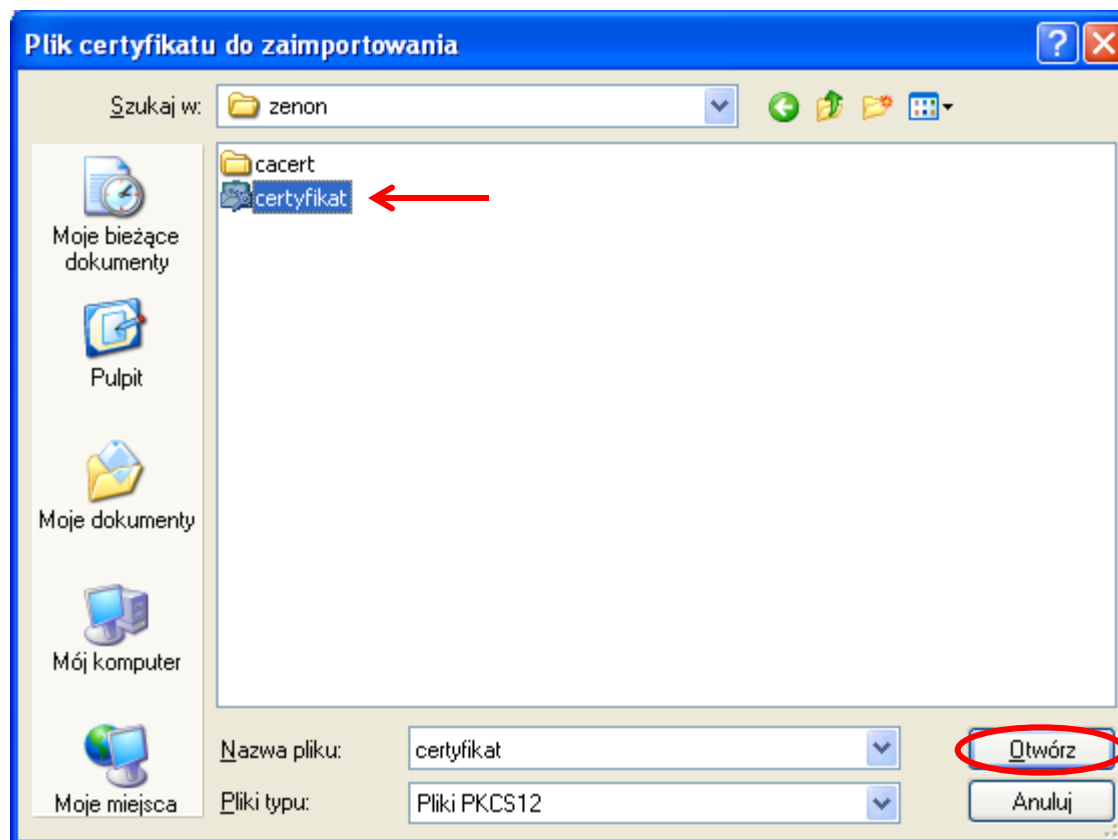 Plik certyfikatu do zaimportowania
Szukaj w: zenon
cacert
certyfikat
Moje bieżące
dokumenty
Pulpit
Moje dokumenty
Mój komputer
Moje miejsca
Nazwa pliku: certyfikat Otwórz
Pliki typu: Pliki PKCS12 Anuluj